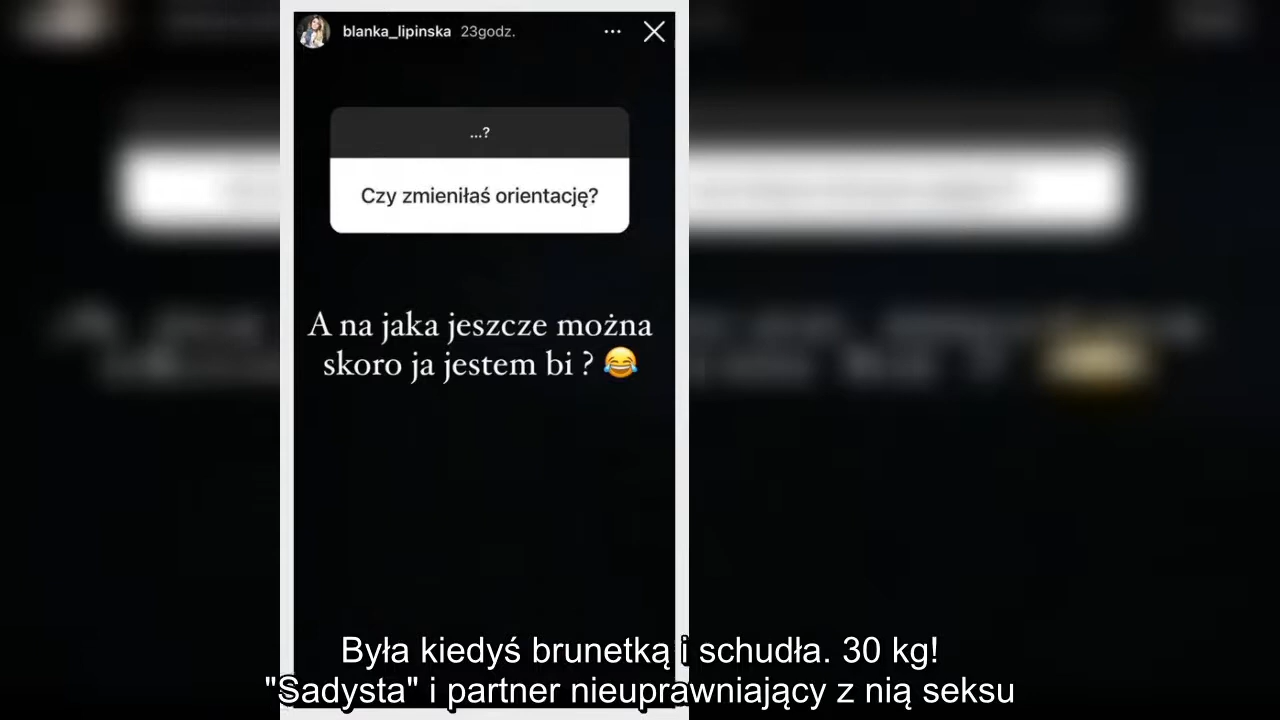 blanka_lipinska 23godz.
...?
Czy zmieniłaś orientację?
A na jaka jeszcze można
skoro ja jestem bi ? 😂
Była kiedyś brunetką i schudła. 30 kg!
"Sadysta" i partner nieuprawniający z nią seksu